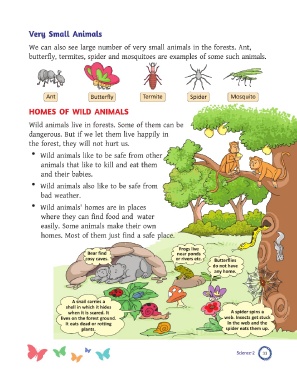 Very Small Animals
We can also see large number of very small animals in the forests. Ant,
butterfly, termites, spider and mosquitoes are examples of some such animals.
Ant
Butterfly
Termite
Spider
Mosquito
HOMES OF WILD ANIMALS
Wild animals live in forests. Some of them can be
dangerous. But if we let them live happily in
the forest, they will not hurt us.
• Wild animals like to be safe from other
animals that like to kill and eat them
and their babies.
• Wild animals also like to be safe from
bad weather.
• Wild animals' homes are in places
where they can find food and water
easily. Some animals make their own
homes. Most of them just find a safe place.
Bear find
cosy caves.
Frogs live
near ponds
or rivers etc.
Butterflies
do not have
any home.
A snail carries a
shell in which it hides
when it is scared. It
lives on the forest ground.
It eats dead or rotting
plants.
A spider spins a
web. Insects get stuck
in the web and the
spider eats them up.
Science-2